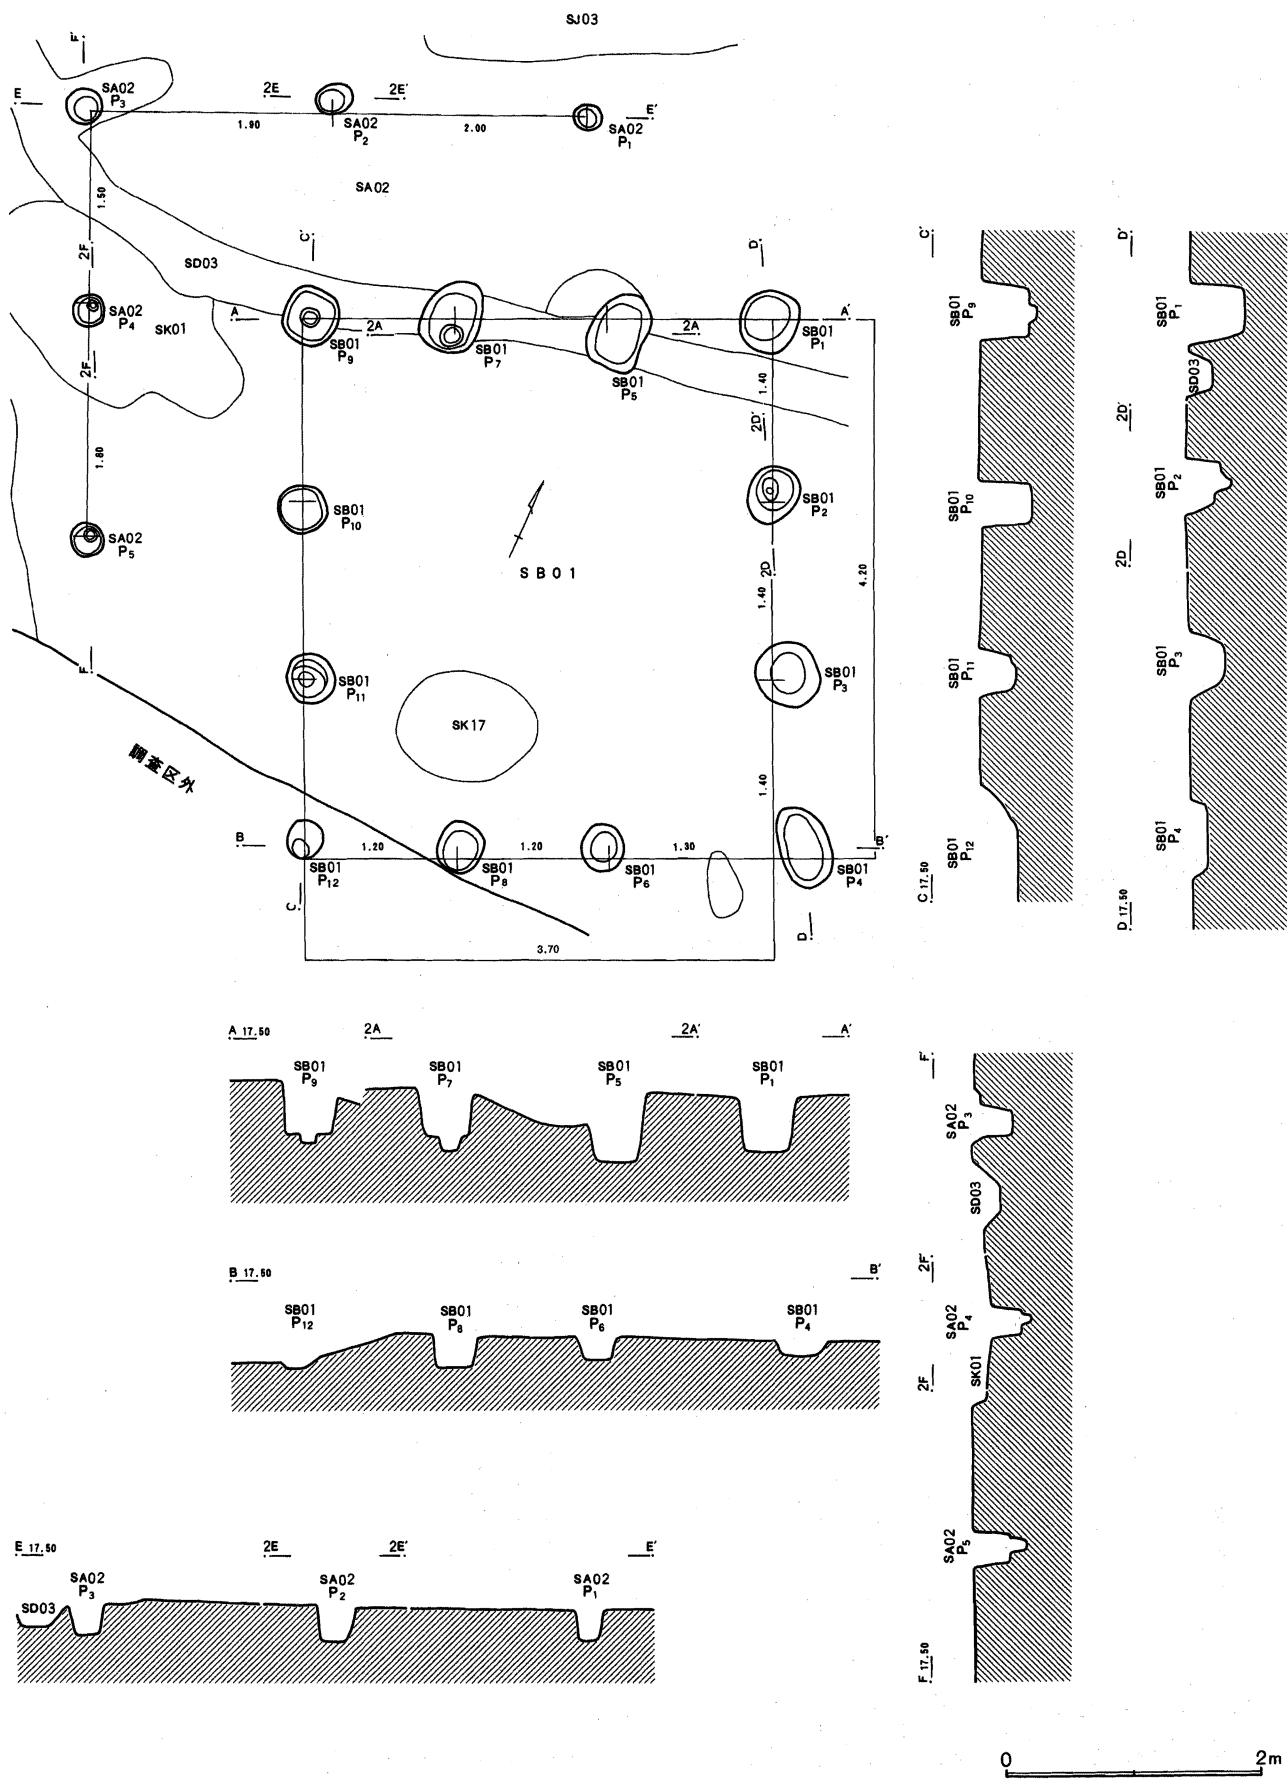 SJ03
F'
E
SA02
P3
2E
2E'
E'
1.90
SA02
P2
2.00
SA02
P1
SA02
1.50
2F'
SD03
C'
D'
SA02
P4
SK01
A
2A
2A
A'
SB01
P9
SB01
P7
SB01
P5
SB01
P1
2F
1.40
2D'
1.80
SB01
P10
SB01
P2
SA02
P5
SB01
2D
1.40
4.20
F
SB01
P11
SB01
P3
SK17
調査区外
1.40
B
B'
1.20
1.20
1.30
SB01
P12
SB01
P8
SB01
P6
SB01
P4
C
D
3.70
C'
SB01
P9
SB01
P10
SB01
P11
SB01
P12
C 17.50
D'
SB01
P1
SD03
2D'
SB01
P2
2D
SB01
P3
SB01
P4
D 17.50
A 17.50
2A
2A'
A'
SB01
P9
SB01
P7
SB01
P5
SB01
P1
B 17.50
B'
SB01
P12
SB01
P8
SB01
P6
SB01
P4
F'
SA02
P3
SD03
2F'
SA02
P4
SK01
2F
SA02
P5
F 17.50
E 17.50
2E
2E'
E'
SD03
SA02
P3
SA02
P2
SA02
P1
0
2m